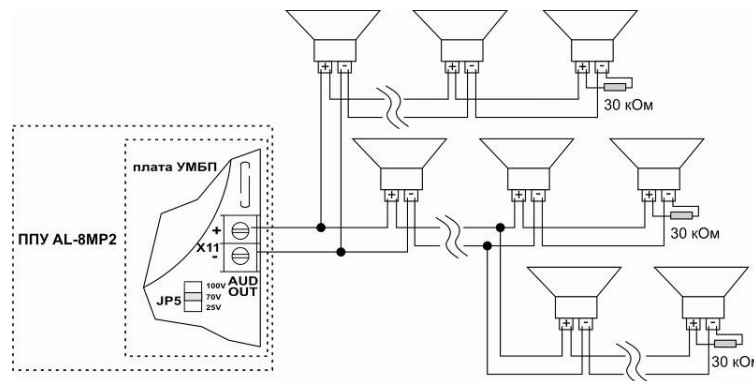 + -
+ -
+ -
30 кОм
плата УМБП
+ -
+ -
+ -
30 кОм
ППУ AL-8MP2
+
X11
-
AUD
OUT
JP5
100V
70V
25V
+ -
+ -
30 кОм